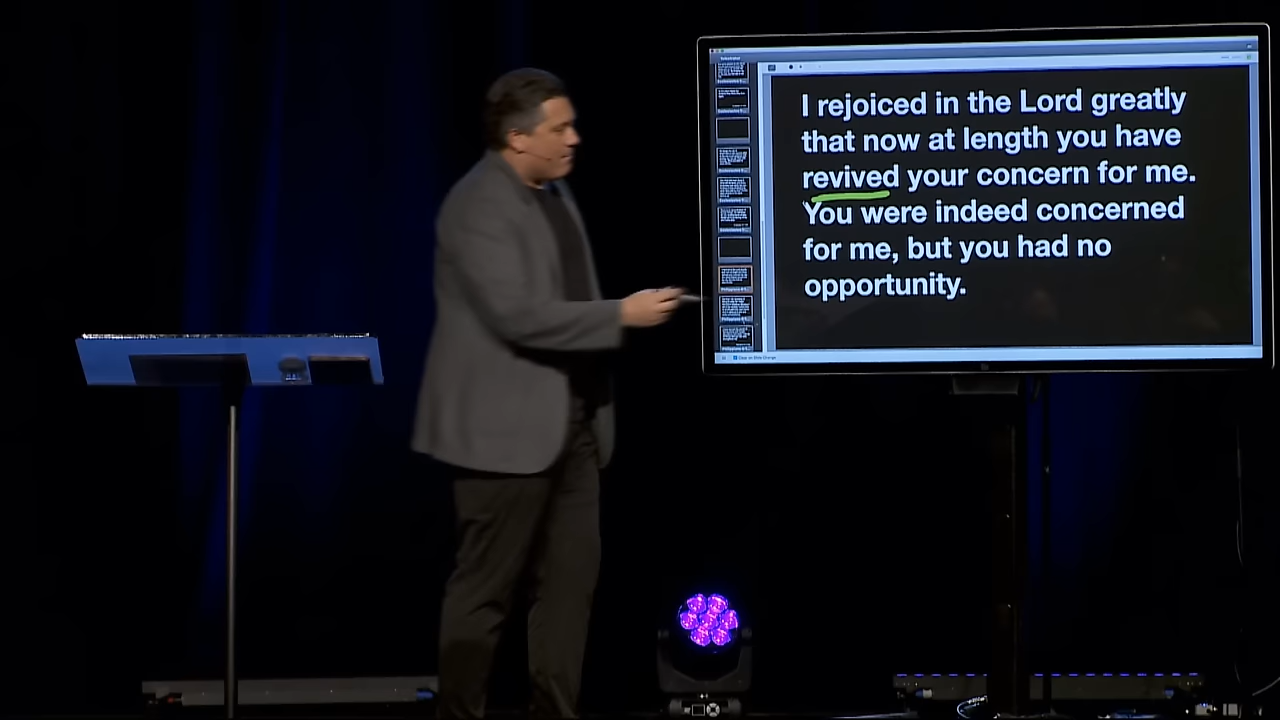 I rejoiced in the Lord greatly
that now at length you have
revived your concern for me.
You were indeed concerned
for me, but you had no
opportunity.